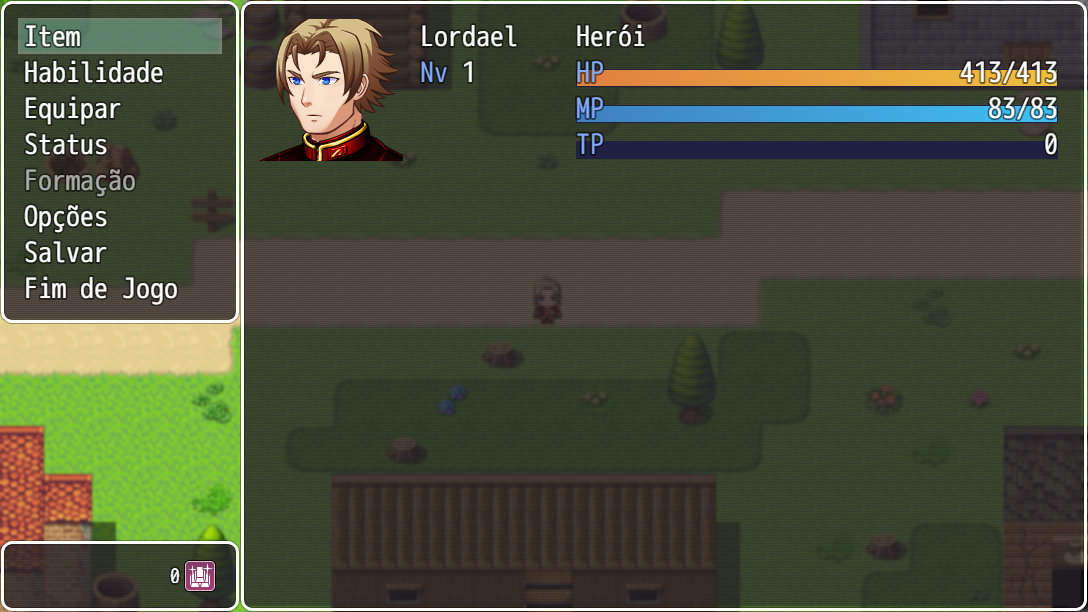 Item
Habilidade
Equipar
Status
Formação
Opções
Salvar
Fim de Jogo
Lordael
Herói
Nv 1
HP 413/413
MP 83/83
TP 0
0